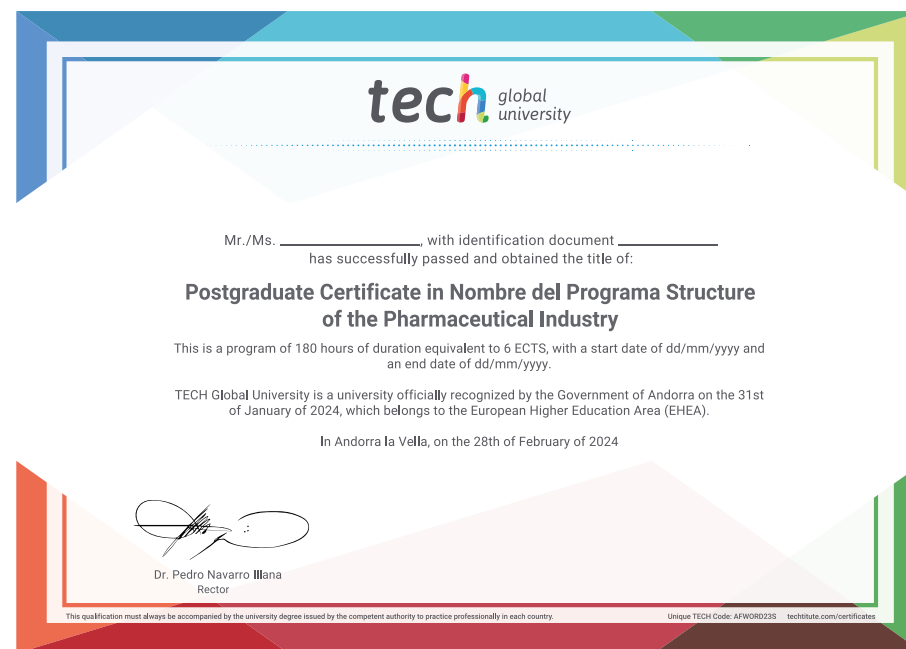 tech global
university
Mr./Ms. ____________, with identification document ____________
has successfully passed and obtained the title of:
Postgraduate Certificate in Nombre del Programa Structure
of the Pharmaceutical Industry
This is a program of 180 hours of duration equivalent to 6 ECTS, with a start date of dd/mm/yyyy and
an end date of dd/mm/yyyy.
TECH Global University is a university officially recognized by the Government of Andorra on the 31st
of January of 2024, which belongs to the European Higher Education Area (EHEA).
In Andorra la Vella, on the 28th of February of 2024
Dr. Pedro Navarro Illana
Rector
This qualification must always be accompanied by the university degree issued by the competent authority to practice professionally in each country.
Unique TECH Code: AFWORD23S techtitute.com/certificates